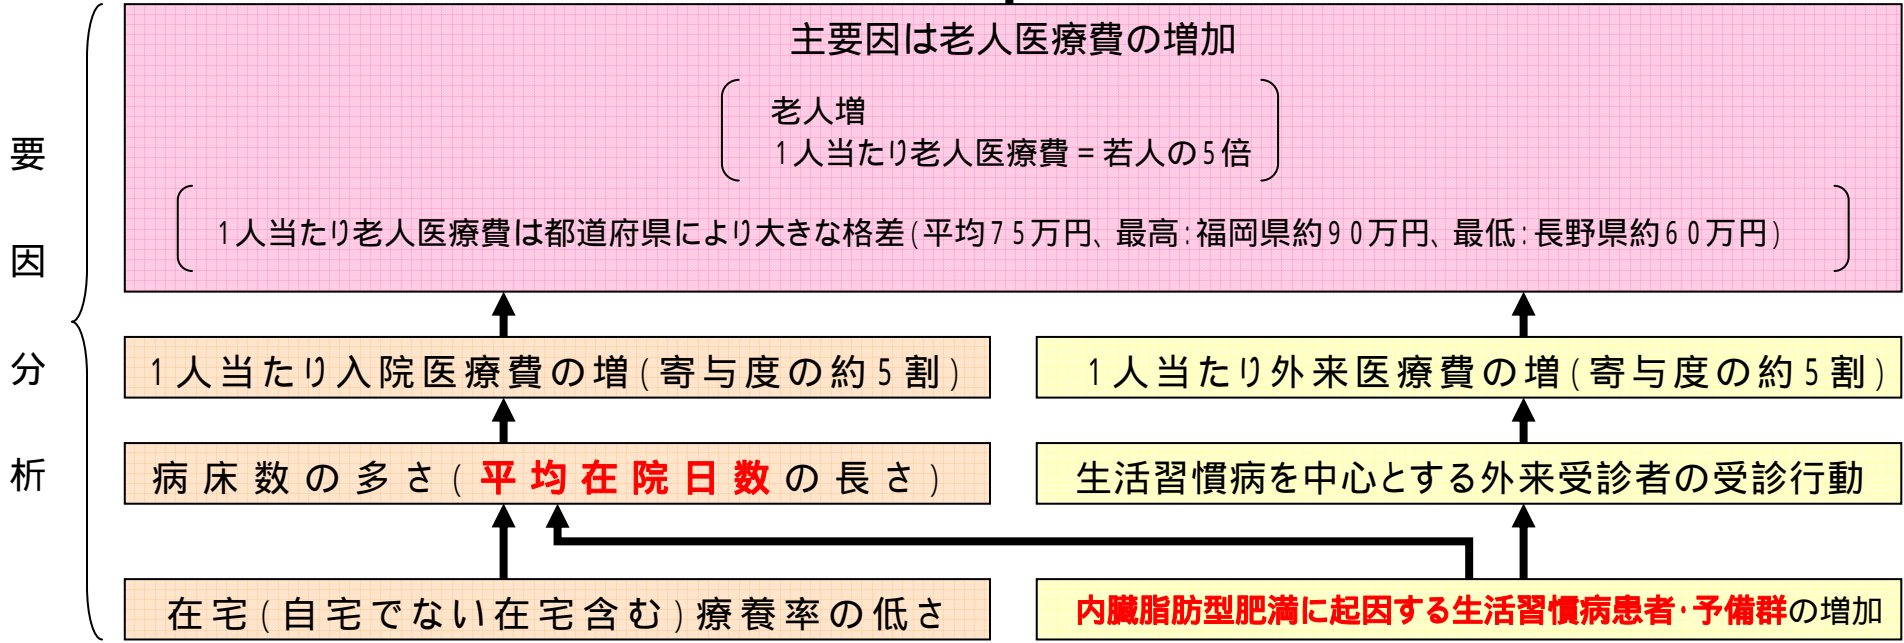 要因分析
主要因は老人医療費の増加
老人増
1人当たり老人医療費=若人の5倍
1人当たり老人医療費は都道府県により大きな格差(平均75万円、最高:福岡県約90万円、最低:長野県約60万円)
1人当たり入院医療費の増(寄与度の約5割)
1人当たり外来医療費の増(寄与度の約5割)
病床数の多さ(平均在院日数の長さ)
生活習慣病を中心とする外来受診者の受診行動
在宅(自宅でない在宅含む)療養率の低さ
内臓脂肪型肥満に起因する生活習慣病患者・予備群の増加